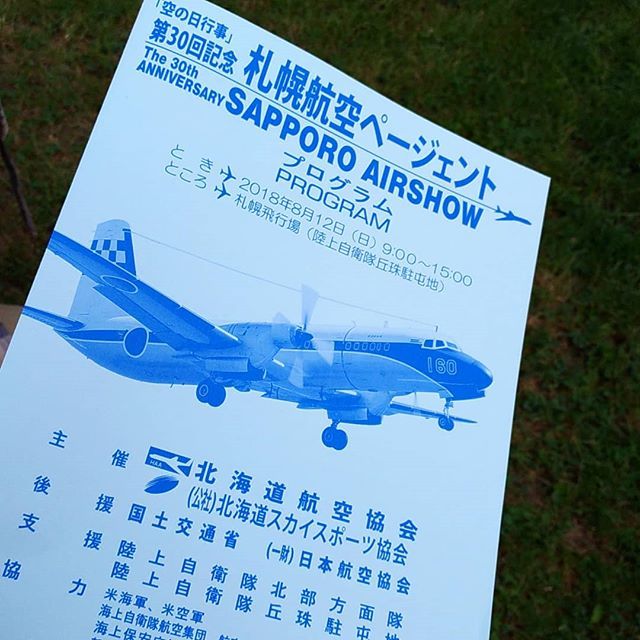 「空の日行事」
第30回記念 札幌航空ページェント
The 30th ANNIVERSARY SAPPORO AIRSHOW
プログラム
PROGRAM
とき 2018年8月12日（日）9:00～15:00
ところ 札幌飛行場（陸上自衛隊丘珠駐屯地）
160
主催 北海道航空協会
(公社)北海道スカイスポーツ協会
後援 国土交通省 (一財)日本航空協会
支援 陸上自衛隊北部方面隊
陸上自衛隊丘珠駐屯地
協力 米海軍、米空軍
海上自衛隊航空集団
海上保安庁